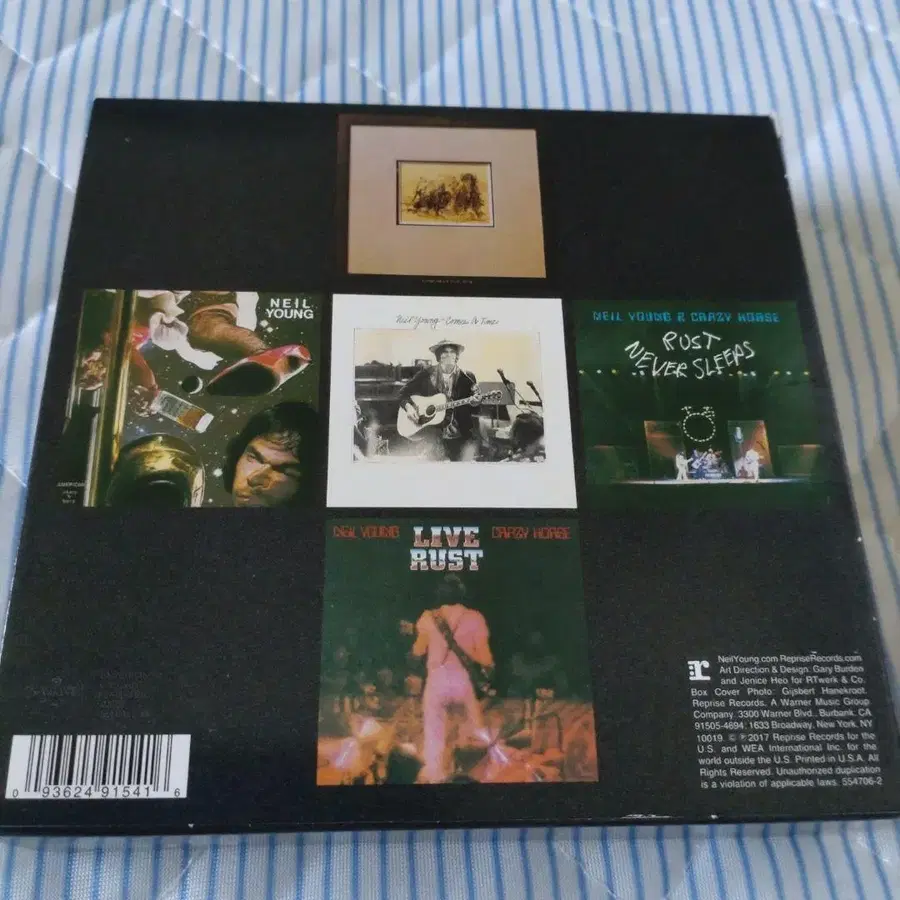 NEIL
YOUNG
AMERICAN
STARS 'N
BARS
Neil Young - Comes A Time
NEIL YOUNG & CRAZY HORSE
RUST
NEVER SLEEPS
NEIL YOUNG LIVE CRAZY HORSE
RUST
r
NeilYoung.com RepriseRecords.com
Art Direction & Design: Gary Burden
and Jenice Heo for RTwerk & Co.
Box Cover Photo: Gijsbert Hanekroot.
Reprise Records, A Warner Music Group
Company. 3300 Warner Blvd., Burbank, CA
91505-4694; 1633 Broadway, New York, NY
10019. © ℗ 2017 Reprise Records for the
U.S. and WEA International Inc. for the
world outside the U.S. Printed in U.S.A. All
Rights Reserved. Unauthorized duplication
is a violation of applicable laws. 554706-2
0 93624 91541 6